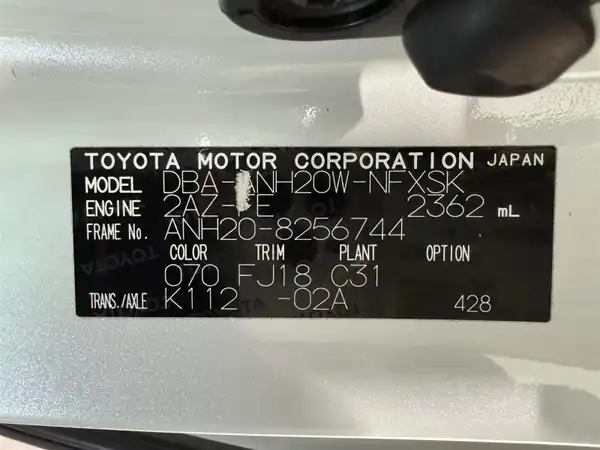 TOYOTA MOTOR CORPORATION JAPAN
MODEL DBA-ANH20W-NFXSK
ENGINE 2AZ-FE 2362 mL
FRAME No. ANH20-8256744
COLOR TRIM PLANT OPTION
070 FJ18 C31
TRANS./AXLE K112 -02A 428